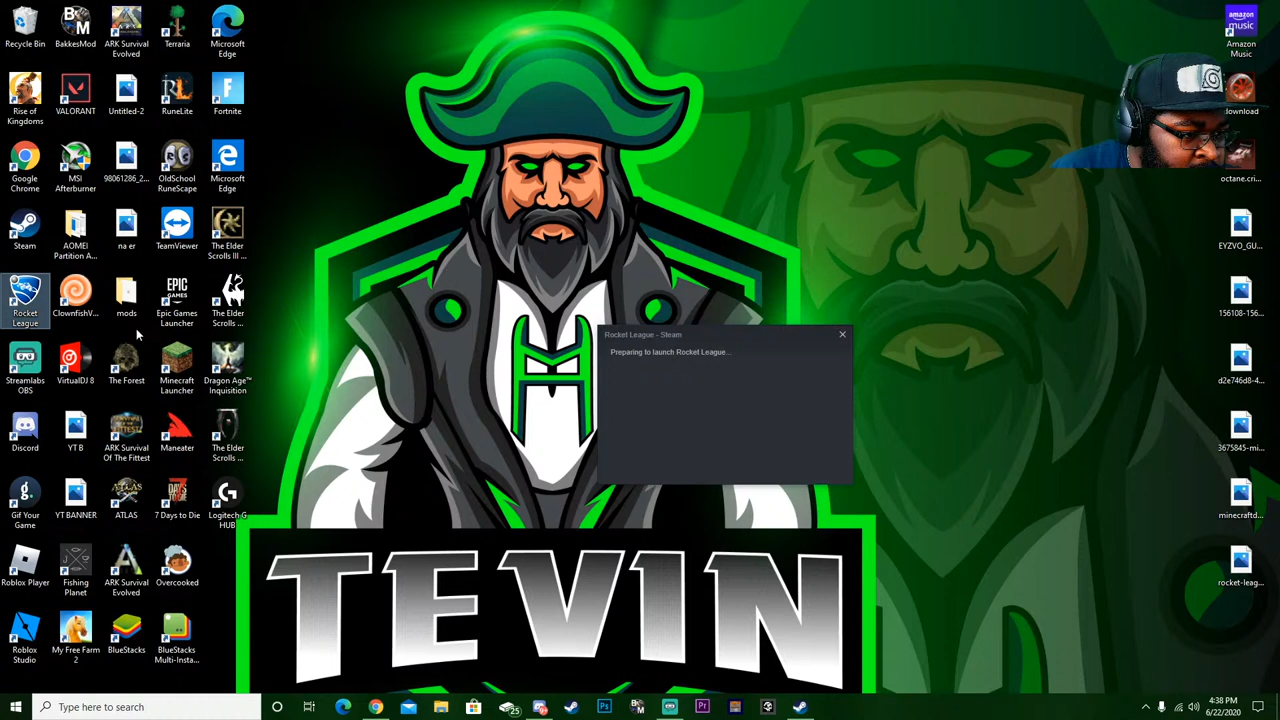 Recycle Bin
BakkesMod
ARK Survival
Evolved
Terraria
Microsoft
Edge
Rise of
Kingdoms
VALORANT
Untitled-2
RuneLite
Fortnite
Google
Chrome
MSI
Afterburner
98061286_2...
OldSchool
RuneScape
Microsoft
Edge
Steam
AOMEI
Partition A...
na er
TeamViewer
The Elder
Scrolls III ...
Rocket
League
ClownfishV...
mods
EPIC
GAMES
Epic Games
Launcher
The Elder
Scrolls ...
Streamlabs
OBS
VirtualDJ 8
The Forest
Minecraft
Launcher
Dragon Age™
Inquisition
Discord
YT B
ARK Survival
Of The Fittest
Maneater
The Elder
Scrolls ...
Gif Your
Game
YT BANNER
ATLAS
7 Days to Die
Logitech G
HUB
Roblox Player
Fishing
Planet
ARK Survival
Evolved
Overcooked
Roblox
Studio
My Free Farm
2
BlueStacks
BlueStacks
Multi-Insta...
Rocket League - Steam
Preparing to launch Rocket League...
TEVIN
amazon
music
Amazon
Music
download
octane.cri...
EYZVO_GU...
156108-156...
d2e746d8-4...
3675845-mi...
minecraftd...
rocket-leag...
Type here to search
25
4:38 PM
6/22/2020